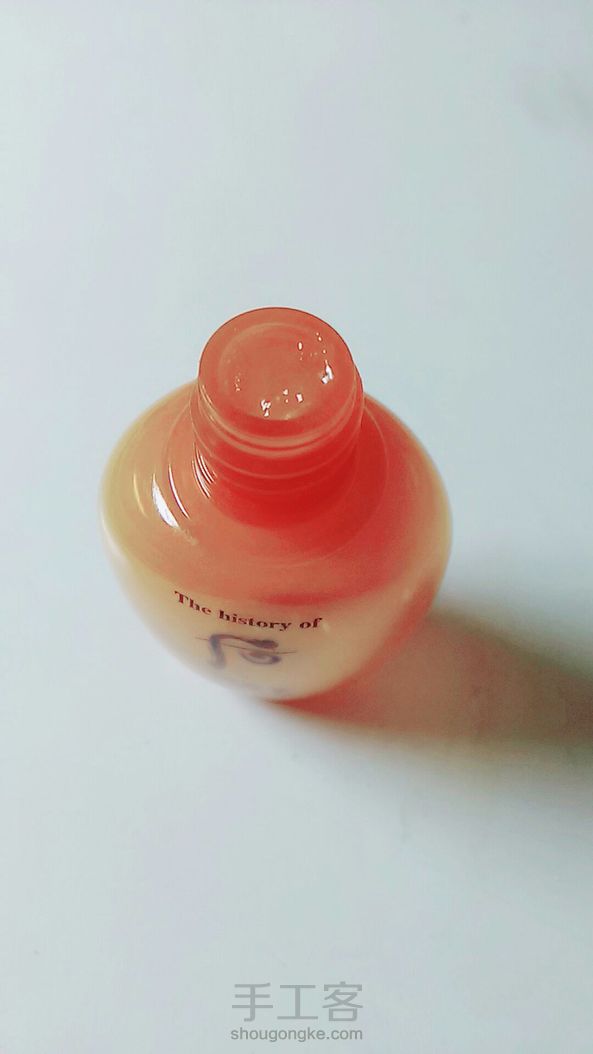 The history of
手工客
shougongke.com